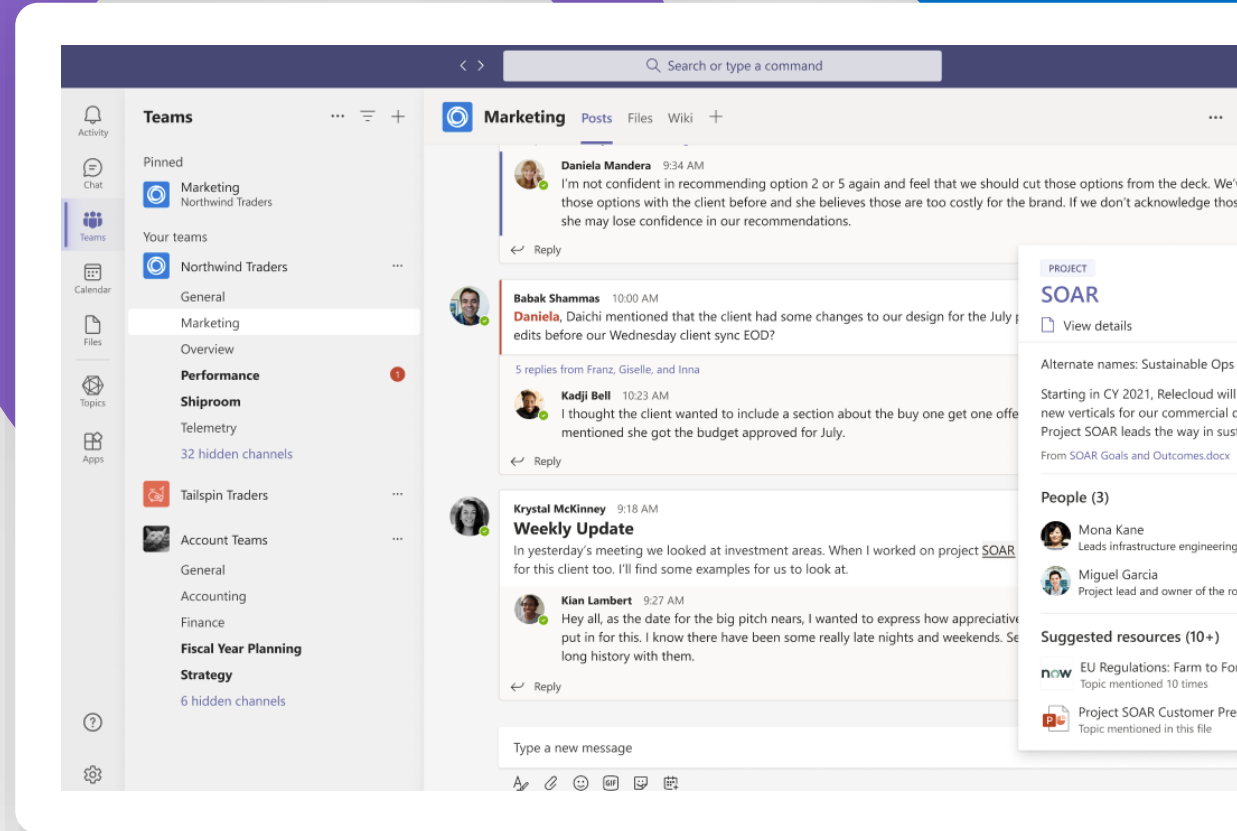 Search or type a command
Activity
Chat
Teams
Calendar
Files
Topics
Apps
Teams
Pinned
Marketing
Northwind Traders
Your teams
Northwind Traders
General
Marketing
Overview
Performance
1
Shiproom
Telemetry
32 hidden channels
Tailspin Traders
Account Teams
General
Accounting
Finance
Fiscal Year Planning
Strategy
6 hidden channels
Marketing Posts Files Wiki
Daniela Mandera 9:34 AM
I'm not confident in recommending option 2 or 5 again and feel that we should cut those options from the deck. We'
those options with the client before and she believes those are too costly for the brand. If we don't acknowledge
she may lose confidence in our recommendations.
Reply
Babak Shammas 10:00 AM
Daniela, Daichi mentioned that the client had some changes to our design for the July
edits before our Wednesday client sync EOD?
5 replies from Franz, Giselle, and Inna
Kadji Bell 10:23 AM
I thought the client wanted to include a section about the buy one get one
mentioned she got the budget approved for July.
Reply
Krystal McKinney 9:18 AM
Weekly Update
In yesterday's meeting we looked at investment areas. When I worked on project SOAR
for this client too. I'll find some examples for us to look at.
Kian Lambert 9:27 AM
Hey all, as the date for the big pitch nears, I wanted to express how appreciative
put in for this. I know there have been some really late nights and weekends.
long history with them.
Reply
Type a new message
GIF
PROJECT
SOAR
View details
Alternate names: Sustainable Ops
Starting in CY 2021, Relecloud will
new verticals for our commercial
Project SOAR leads the way in
From SOAR Goals and Outcomes.docx
People (3)
Mona Kane
Leads infrastructure engineering
Miguel Garcia
Project lead and owner of the
Suggested resources (10+)
now
EU Regulations: Farm to
Topic mentioned 10 times
P
Project SOAR Customer
Topic mentioned in this file